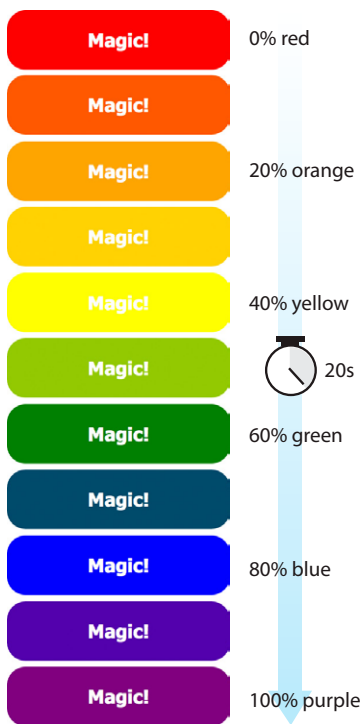 Magic! 0% red
Magic!
Magic! 20% orange
Magic!
Magic! 40% yellow
Magic! 20s
Magic! 60% green
Magic!
Magic! 80% blue
Magic!
Magic! 100% purple